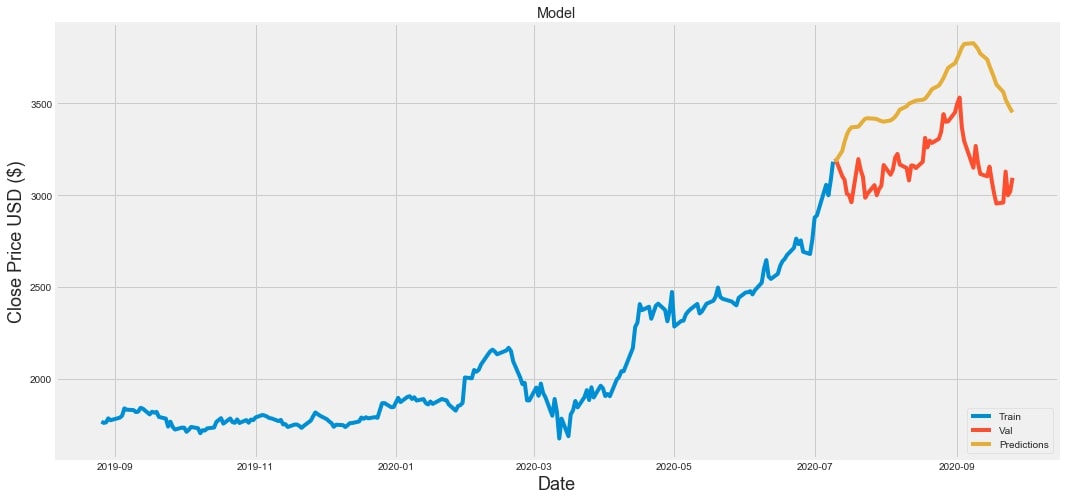 Model
Close Price USD ($)
3500
3000
2500
2000
2019-09
2019-11
2020-01
2020-03
2020-05
2020-07
2020-09
Date
Train
Val
Predictions